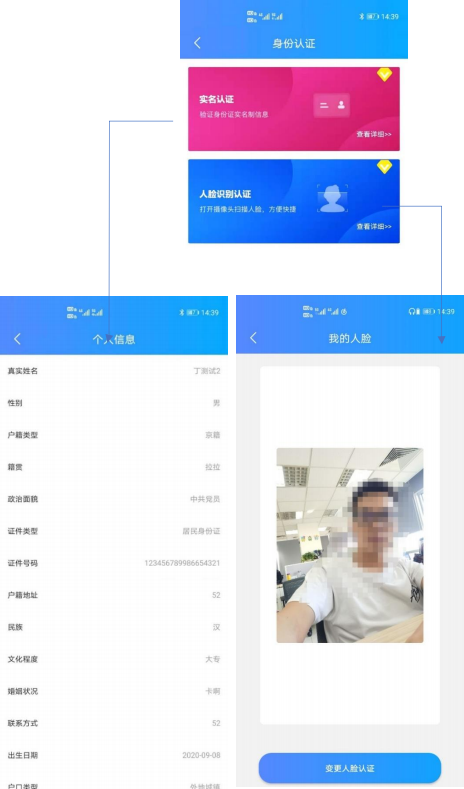 14:39
身份认证
实名认证
验证身份证实名制信息
查看详细>>
人脸识别认证
打开摄像头扫描人脸，方便快捷
查看详细>>
14:39
个人信息
真实姓名 丁测试2
性别 男
户籍类型 京籍
籍贯 拉拉
政治面貌 中共党员
证件类型 居民身份证
证件号码 123456789986654321
户籍地址 52
民族 汉
文化程度 大专
婚姻状况 卡啊
联系方式 52
出生日期 2020-09-08
户口类型 外地城镇
14:39
我的人脸
变更人脸认证